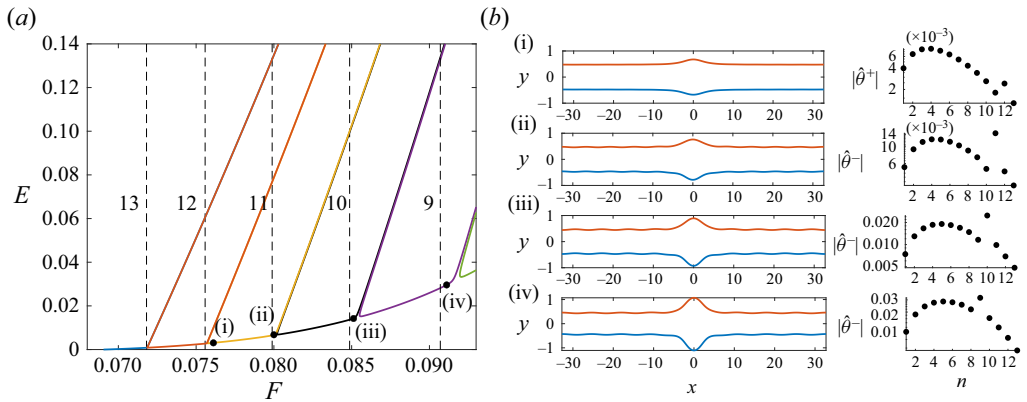 (a)
0.14
0.12
0.10
0.08
0.06
0.04
0.02
0
E
13
12
11
10
9
(i)
(ii)
(iii)
(iv)
0.070
0.075
0.080
0.085
0.090
F
(b)
(i)
1
y
0
−1
−30 −20 −10 0 10 20 30
(ii)
1
y
0
−1
−30 −20 −10 0 10 20 30
(iii)
1
y
0
−1
−30 −20 −10 0 10 20 30
(iv)
1
y
0
−1
−30 −20 −10 0 10 20 30
x
(×10−3)
6
4
2
|θ̂+|
2 4 6 8 10 12
(×10−3)
14
10
6
|θ̂−|
2 4 6 8 10 12
0.020
0.010
0.005
|θ̂−|
2 4 6 8 10 12
0.03
0.02
0.01
|θ̂−|
2 4 6 8 10 12
n